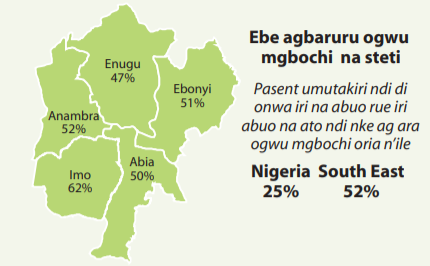 Ebe agbaruru ogwu
mgbochi na steti
Pasent umutakiri ndi di
onwa iri na abuo rue iri
abuo na ato ndi nke ag ara
ogwu mgbochi oria n'ile
Nigeria South East
25% 52%
Enugu
47%
Ebonyi
51%
Anambra
52%
Abia
50%
Imo
62%